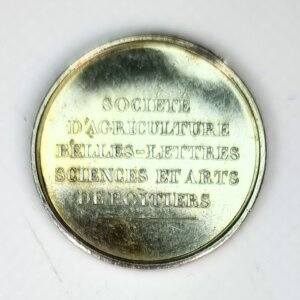 SOCIÉTÉ
D'AGRICULTURE
BELLES-LETTRES
SCIENCES ET ARTS
DE POITIERS